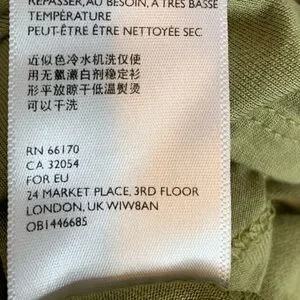 REPASSER, AU BESOIN, A TRES BASSE
TEMPÉRATURE
PEUT-ÊTRE ÊTRE NETTOYÉE SEC
近似色冷水机洗仅使
用无氯漂白剂稳定衫
形平放晾干低温熨烫
可以干洗
RN 66170
CA 32054
FOR EU
24 MARKET PLACE, 3RD FLOOR
LONDON, UK W1W8AN
OB1446685